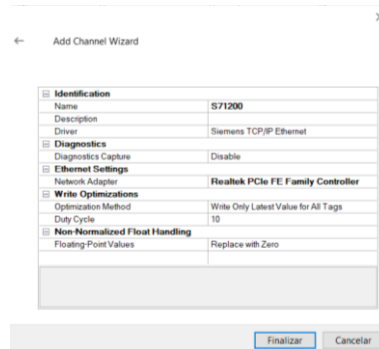 Add Channel Wizard
Identification
Name S71200
Description
Driver Siemens TCP/IP Ethernet
Diagnostics
Diagnostics Capture Disable
Ethernet Settings
Network Adapter Realtek PCIe FE Family Controller
Write Optimizations
Optimization Method Write Only Latest Value for All Tags
Duty Cycle 10
Non-Normalized Float Handling
Floating-Point Values Replace with Zero
Finalizar Cancelar